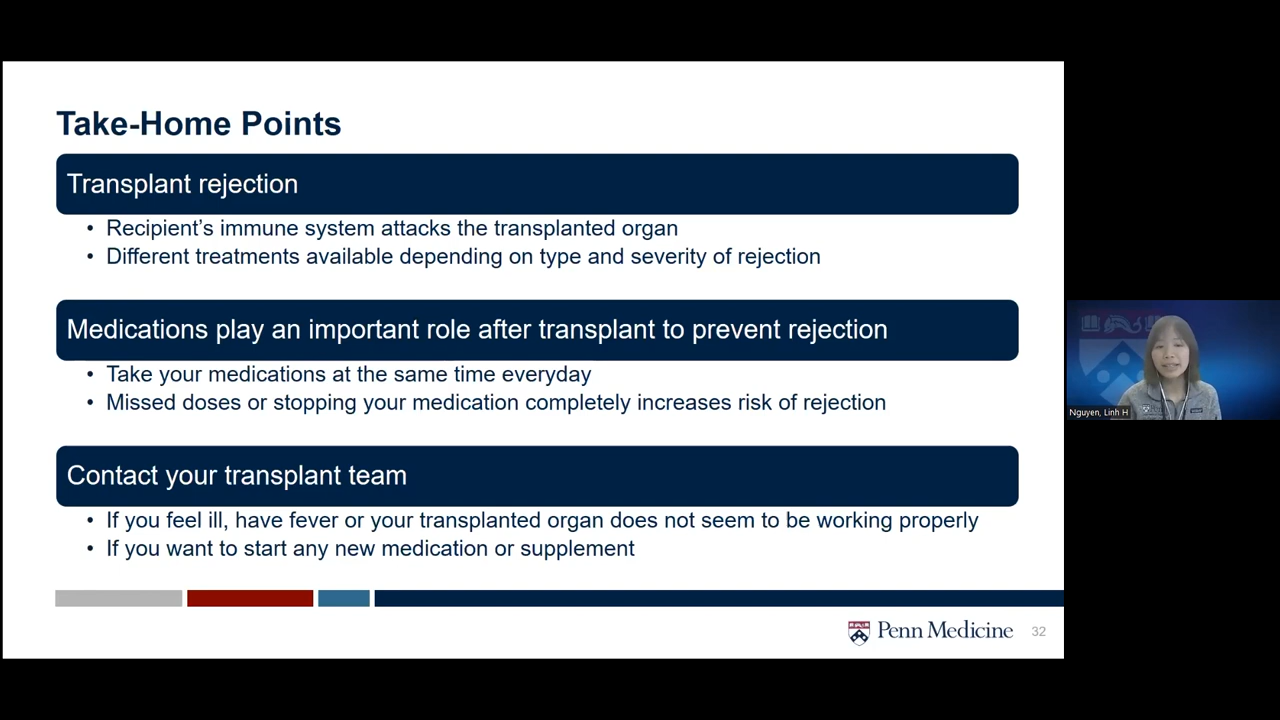 Take-Home Points
Transplant rejection
• Recipient's immune system attacks the transplanted organ
• Different treatments available depending on type and severity of rejection
Medications play an important role after transplant to prevent rejection
• Take your medications at the same time everyday
• Missed doses or stopping your medication completely increases risk of rejection
Contact your transplant team
• If you feel ill, have fever or your transplanted organ does not seem to be working properly
• If you want to start any new medication or supplement
Penn Medicine
32
Nguyen, Linh H